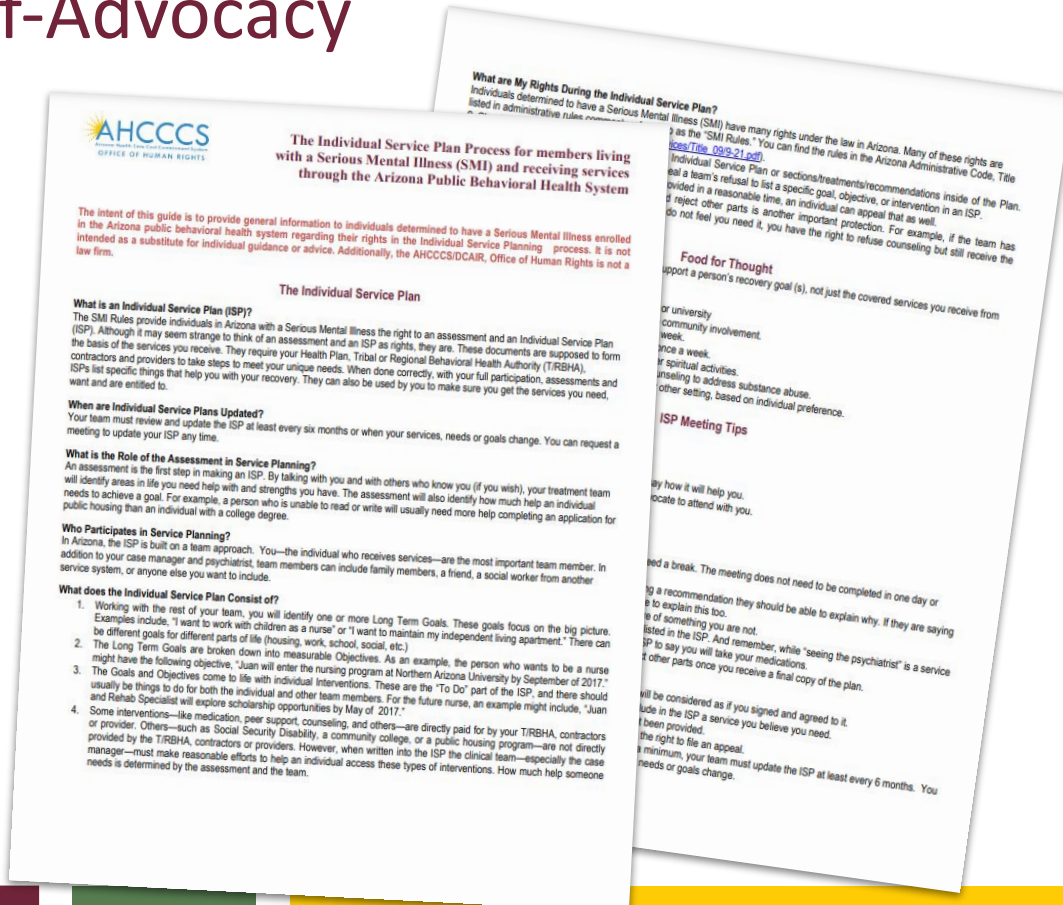 f-Advocacy
AHCCCS
Arizona Health Care Cost Containment System
OFFICE OF HUMAN RIGHTS
The Individual Service Plan Process for members living
with a Serious Mental Illness (SMI) and receiving services
through the Arizona Public Behavioral Health System
The intent of this guide is to provide general information to individuals determined to have a Serious Mental Illness enrolled
in the Arizona public behavioral health system regarding their rights in the Individual Service Planning process. It is not
intended as a substitute for individual guidance or advice. Additionally, the AHCCCS/DCAIR, Office of Human Rights is not a
law firm.
The Individual Service Plan
What is an Individual Service Plan (ISP)?
The SMI Rules provide individuals in Arizona with a Serious Mental Illness the right to an assessment and an Individual Service Plan
(ISP). Although it may seem strange to think of an assessment and an ISP as rights, they are. These documents are supposed to form
the basis of the services you receive. They require your Health Plan, Tribal or Regional Behavioral Health Authority (T/RBHA),
contractors and providers to take steps to meet your unique needs. When done correctly, with your full participation, assessments and
ISPs list specific things that help you with your recovery. They can also be used by you to make sure you get the services you need,
want and are entitled to.
When are Individual Service Plans Updated?
Your team must review and update the ISP at least every six months or when your services, needs or goals change. You can request a
meeting to update your ISP any time.
What is the Role of the Assessment in Service Planning?
An assessment is the first step in making an ISP. By talking with you and with others who know you (if you wish), your treatment team
will identify areas in life you need help with and strengths you have. The assessment will also identify how much help an individual
needs to achieve a goal. For example, a person who is unable to read or write will usually need more help completing an application for
public housing than an individual with a college degree.
Who Participates in Service Planning?
In Arizona, the ISP is built on a team approach. You—the individual who receives services—are the most important team member. In
addition to your case manager and psychiatrist, team members can include family members, a friend, a social worker from another
service system, or anyone else you want to include.
What does the Individual Service Plan Consist of?
1. Working with the rest of your team, you will identify one or more Long Term Goals. These goals focus on the big picture.
Examples include, "I want to work with children as a nurse" or "I want to maintain my independent living apartment." There can
be different goals for different parts of life (housing, work, school, social, etc.)
2. The Long Term Goals are broken down into measurable Objectives. As an example, the person who wants to be a nurse
might have the following objective, "Juan will enter the nursing program at Northern Arizona University by September of 2017."
3. The Goals and Objectives come to life with individual Interventions. These are the "To Do" part of the ISP, and there should
usually be things to do for both the individual and other team members. For the future nurse, an example might include, "Juan
and Rehab Specialist will explore scholarship opportunities by May of 2017."
4. Some interventions—like medication, peer support, counseling, and others—are directly paid for by your T/RBHA, contractors
or provider. Others—such as Social Security Disability, a community college, or a public housing program—are not directly
provided by the T/RBHA, contractors or providers. However, when written into the ISP the clinical team—especially the case
manager—must make reasonable efforts to help an individual access these types of interventions. How much help someone
needs is determined by the assessment and the team.
What are My Rights During the Individual Service Plan?
Individuals determined to have a Serious Mental Illness (SMI) have many rights under the law in Arizona. Many of these rights are
listed in administrative rules as the "SMI Rules." You can find the rules in the Arizona Administrative Code, Title
ices/Title_09/9-21.pdf).
Individual Service Plan or sections/treatments/recommendations inside of the Plan.
eal a team's refusal to list a specific goal, objective, or intervention in an ISP.
ovided in a reasonable time, an individual can appeal that as well.
d reject other parts is another important protection. For example, if the team has
do not feel you need it, you have the right to refuse counseling but still receive the
Food for Thought
upport a person's recovery goal (s), not just the covered services you receive from
or university
community involvement.
week.
nce a week.
r spiritual activities.
unseling to address substance abuse.
other setting, based on individual preference.
ISP Meeting Tips
ay how it will help you.
ocate to attend with you.
eed a break. The meeting does not need to be completed in one day or
ng a recommendation they should be able to explain why. If they are saying
e to explain this too.
e of something you are not.
listed in the ISP. And remember, while "seeing the psychiatrist" is a service
SP to say you will take your medications.
t other parts once you receive a final copy of the plan.
will be considered as if you signed and agreed to it.
lude in the ISP a service you believe you need.
t been provided.
the right to file an appeal.
a minimum, your team must update the ISP at least every 6 months. You
needs or goals change.